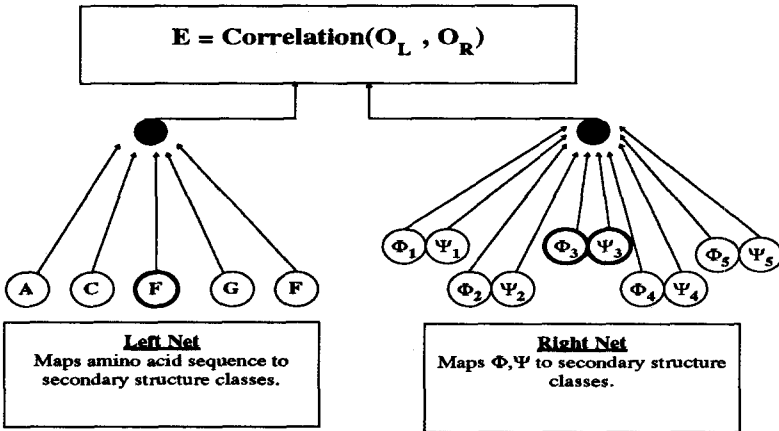 E = Correlation(O_L , O_R)
A C F G F
Φ1 Ψ1 Φ2 Ψ2 Φ3 Ψ3 Φ4 Ψ4 Φ5 Ψ5
Left Net
Maps amino acid sequence to
secondary structure classes.
Right Net
Maps Φ,Ψ to secondary structure
classes.